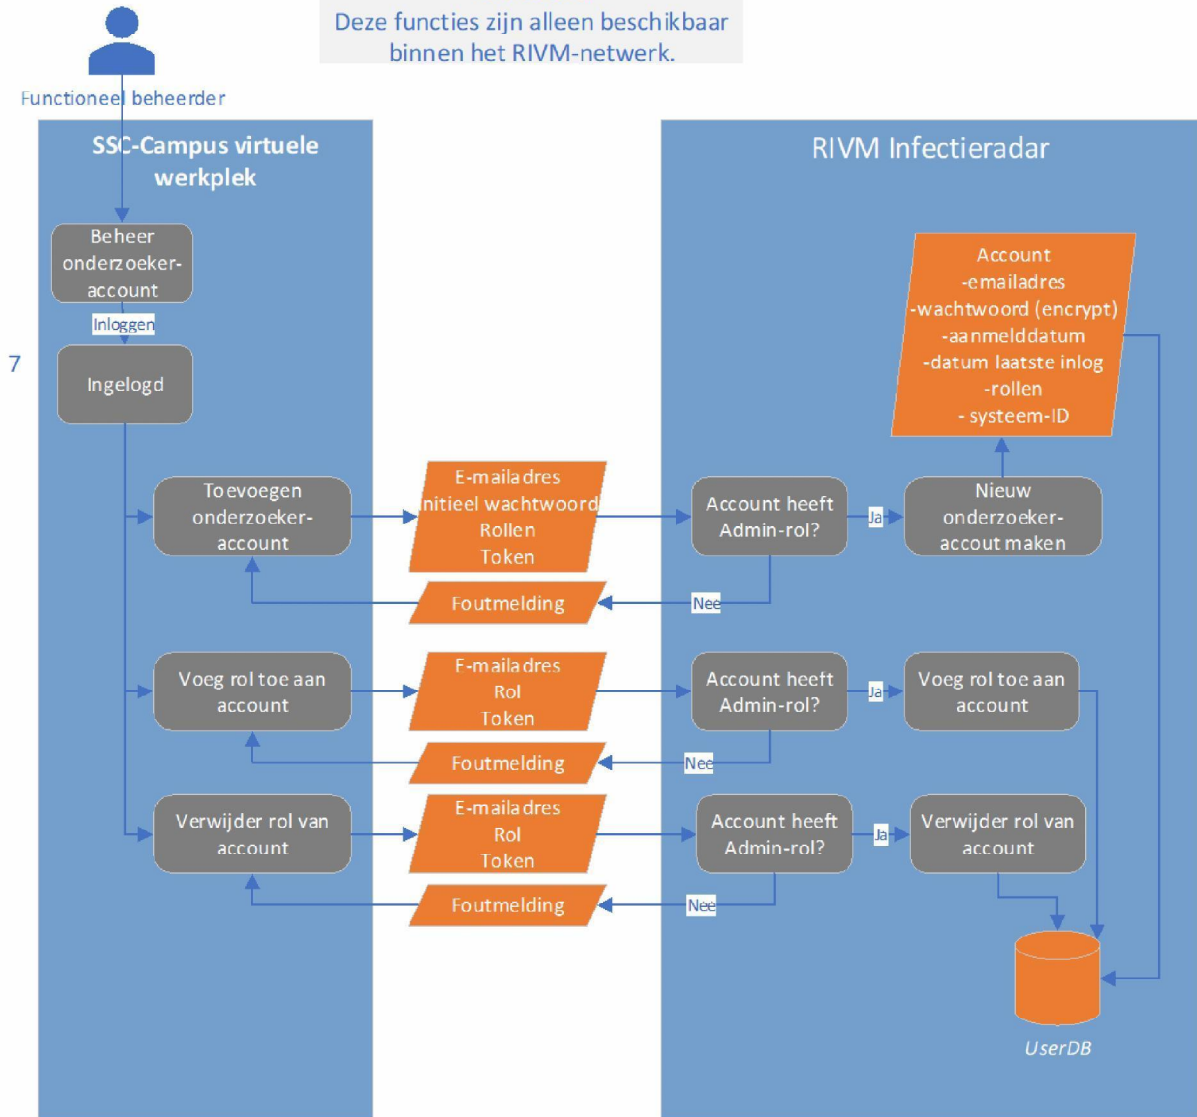 Deze functies zijn alleen beschikbaar
binnen het RIVM-netwerk.
Functioneel beheerder
SSC-Campus virtuele
werkplek
RIVM Infectieradar
Beheer
onderzoeker-
account
Inloggen
7
Ingelogd
Account
-emailadres
-wachtwoord (encrypt)
-aanmelddatum
-datum laatste inlog
-rollen
- systeem-ID
Toevoegen
onderzoeker-
account
E-mailadres
Initieel wachtwoord
Rollen
Token
Account heeft
Admin-rol?
Ja
Nieuw
onderzoeker-
accout maken
Foutmelding
Nee
Voeg rol toe aan
account
E-mailadres
Rol
Token
Account heeft
Admin-rol?
Ja
Voeg rol toe aan
account
Foutmelding
Nee
Verwijder rol van
account
E-mailadres
Rol
Token
Account heeft
Admin-rol?
Ja
Verwijder rol van
account
Foutmelding
Nee
UserDB